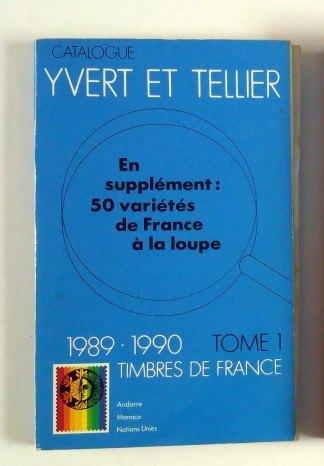 CATALOGUE
YVERT ET TELLIER
En
supplément :
50 variétés
de France
à la loupe
1989 · 1990 TOME 1
TIMBRES DE FRANCE
Andorre
Monaco
Nations Unies